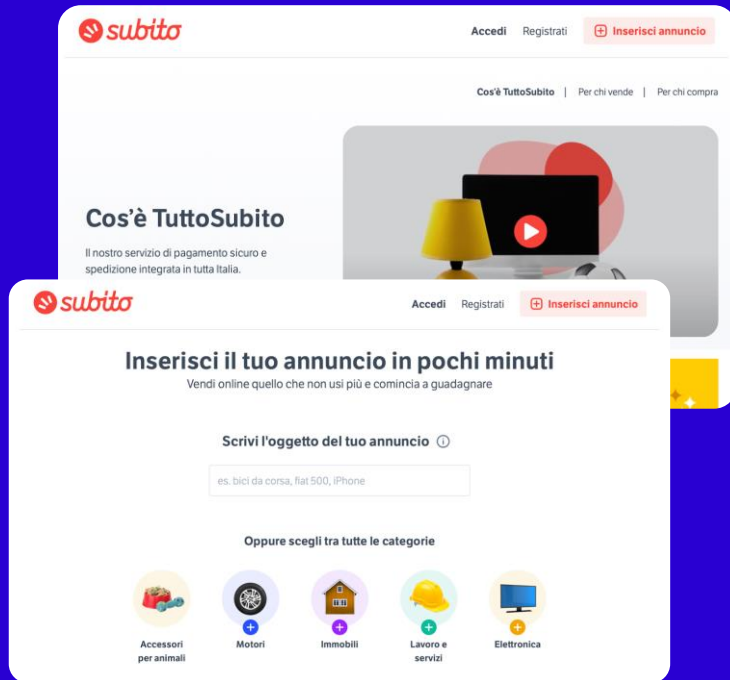 subito
Accedi Registrati Inserisci annuncio
Cos'è TuttoSubito | Per chi vende | Per chi compra
Cos'è TuttoSubito
Il nostro servizio di pagamento sicuro e
spedizione integrata in tutta Italia.
subito
Accedi Registrati Inserisci annuncio
Inserisci il tuo annuncio in pochi minuti
Vendi online quello che non usi più e comincia a guadagnare
Scrivi l'oggetto del tuo annuncio
es. bici da corsa, fiat 500, iPhone
Oppure scegli tra tutte le categorie
Accessori per animali
Motori
Immobili
Lavoro e servizi
Elettronica